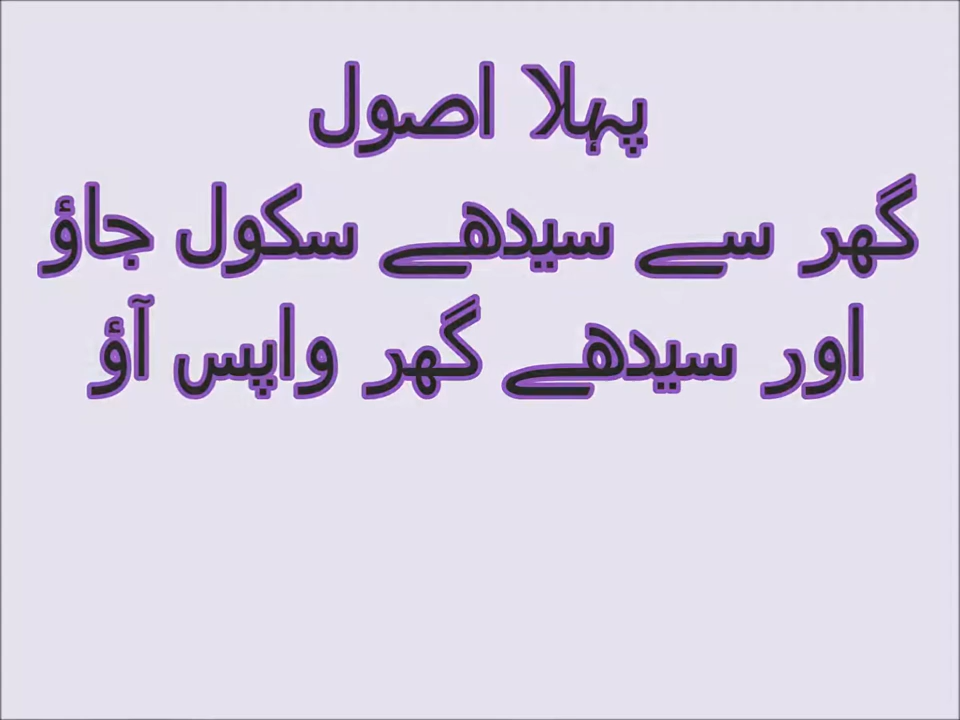 پہلا اصول
گھر سے سیدھے سکول جاؤ
اور سیدھے گھر واپس آؤ